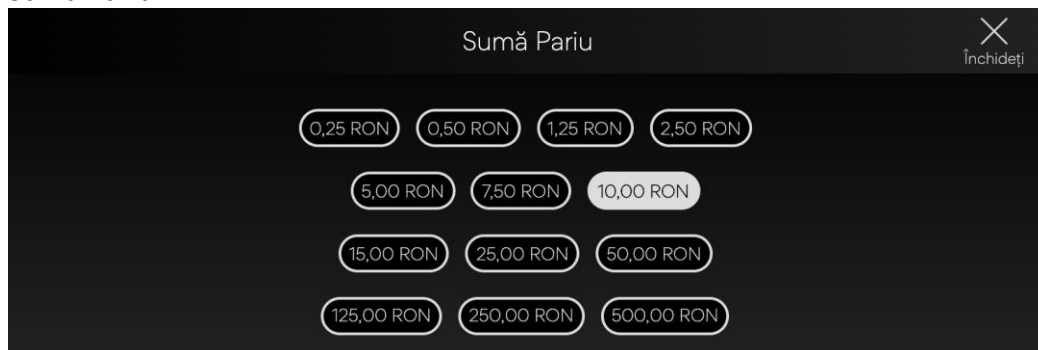 Sumă Pariu
Închideți
0,25 RON 0,50 RON 1,25 RON 2,50 RON
5,00 RON 7,50 RON 10,00 RON
15,00 RON 25,00 RON 50,00 RON
125,00 RON 250,00 RON 500,00 RON